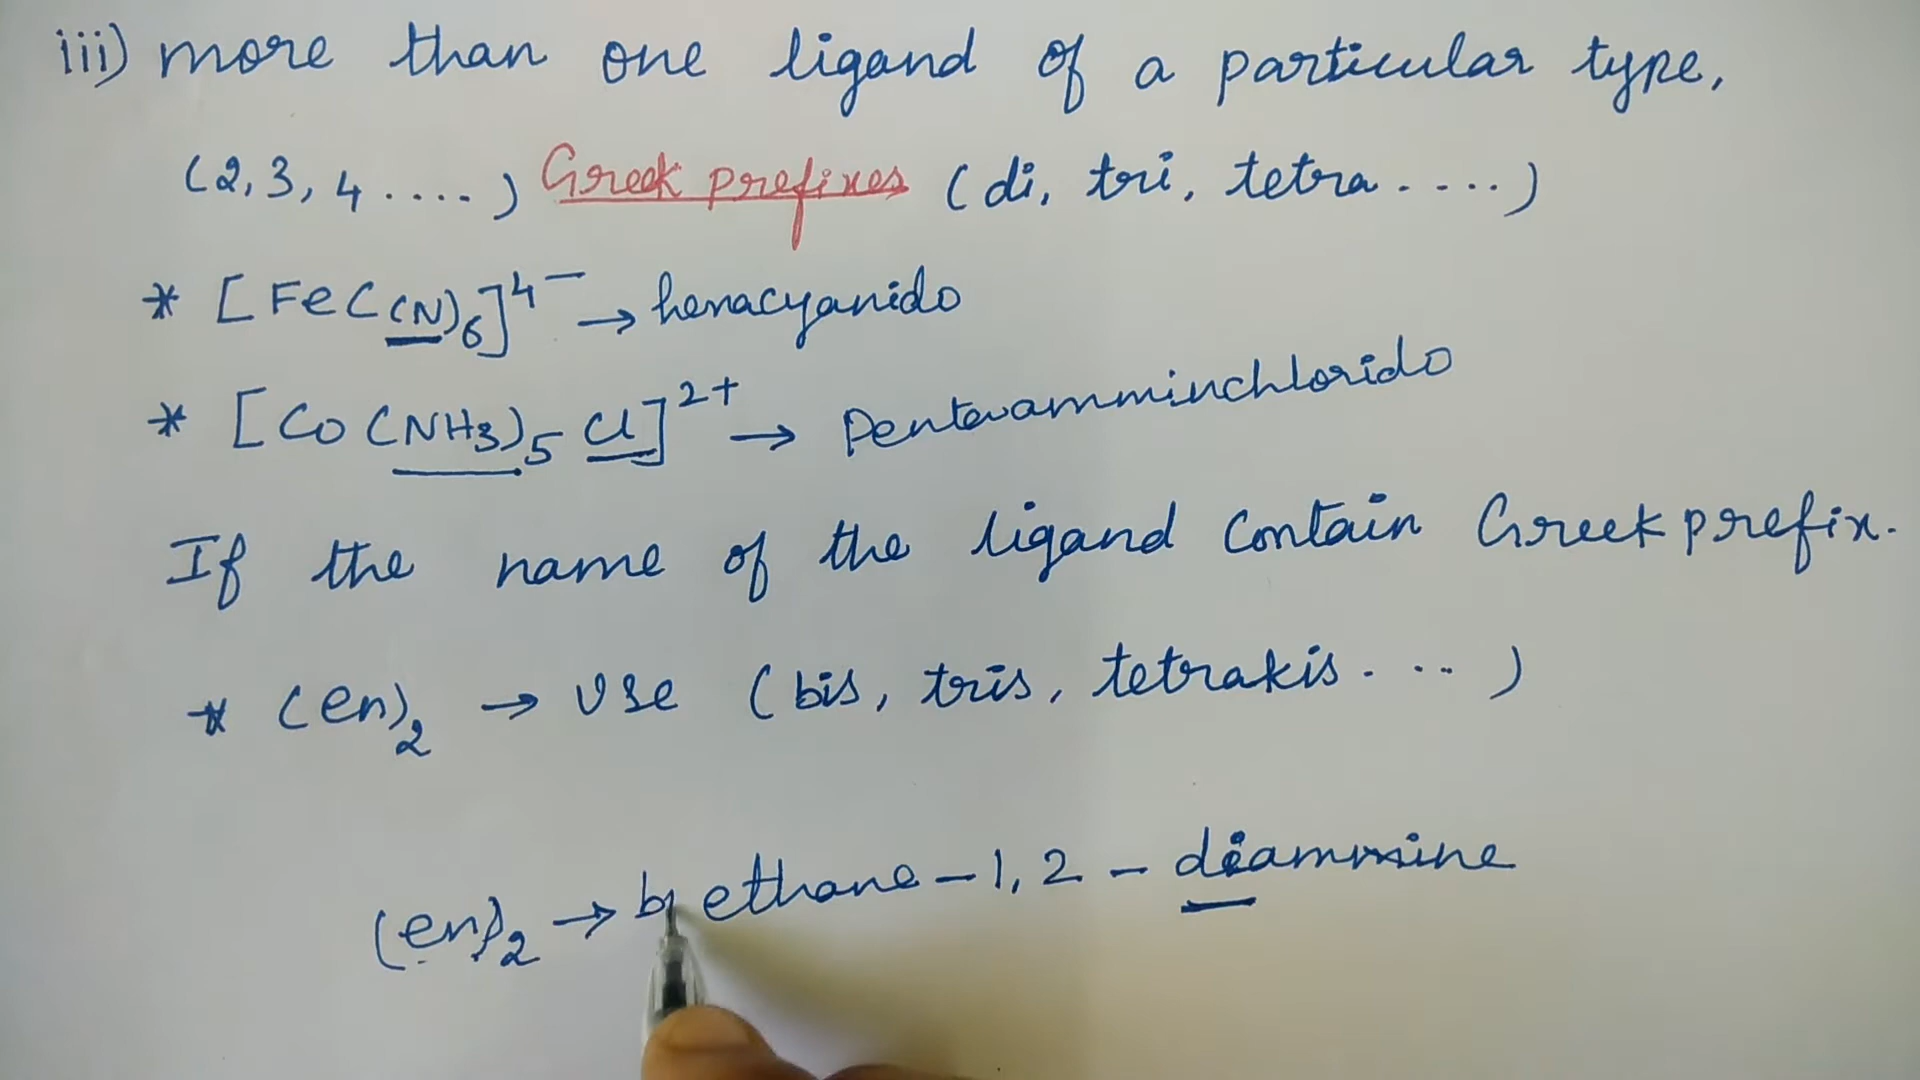 iii) more than one ligand of a particular type,
(2, 3, 4 ....) Greek prefixes (di, tri, tetra.....)
* [Fe(CN)6]4- → hexacyanido
* [Co(NH3)5 Cl]2+ → Pentaamminchlorido
If the name of the ligand contain Greek prefix.
* (en)2 → use (bis, tris, tetrakis....)
(en)2 → bi ethane-1,2-diammine